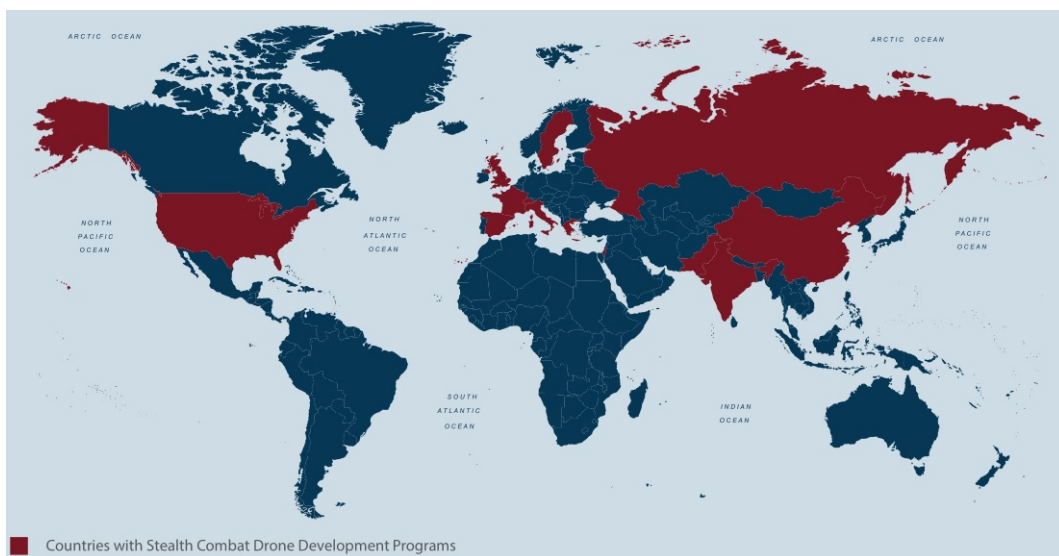 ARCTIC OCEAN
ARCTIC OCEAN
NORTH
PACIFIC
OCEAN
NORTH
ATLANTIC
OCEAN
NORTH
PACIFIC
OCEAN
SOUTH
ATLANTIC
OCEAN
INDIAN
OCEAN
Countries with Stealth Combat Drone Development Programs